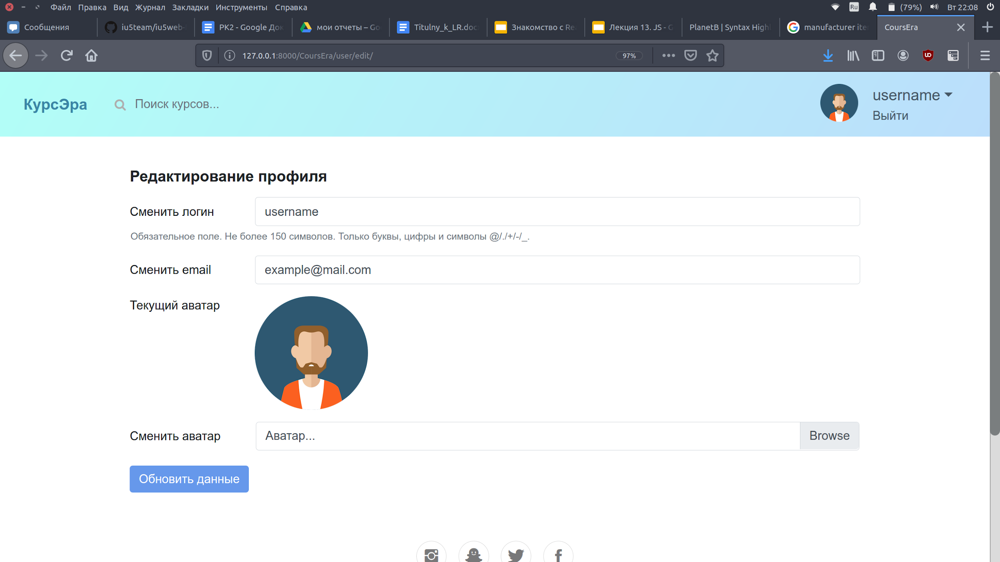 Файл Правка Вид Журнал Закладки Инструменты Справка Ru (79%) Вт 22:08
Сообщения iu5team/iu5web- РК2 - Google Док мои отчеты – Go Titulny_k_LR.doc Знакомство с Re Лекция 13. JS - G PlanetB | Syntax Highl manufacturer ite CoursEra
127.0.0.1:8000/CoursEra/user/edit/ 97%
КурсЭра Поиск курсов... username
Выйти
Редактирование профиля
Сменить логин username
Обязательное поле. Не более 150 символов. Только буквы, цифры и символы @/./+/-/_.
Сменить email example@mail.com
Текущий аватар
Сменить аватар Аватар... Browse
Обновить данные